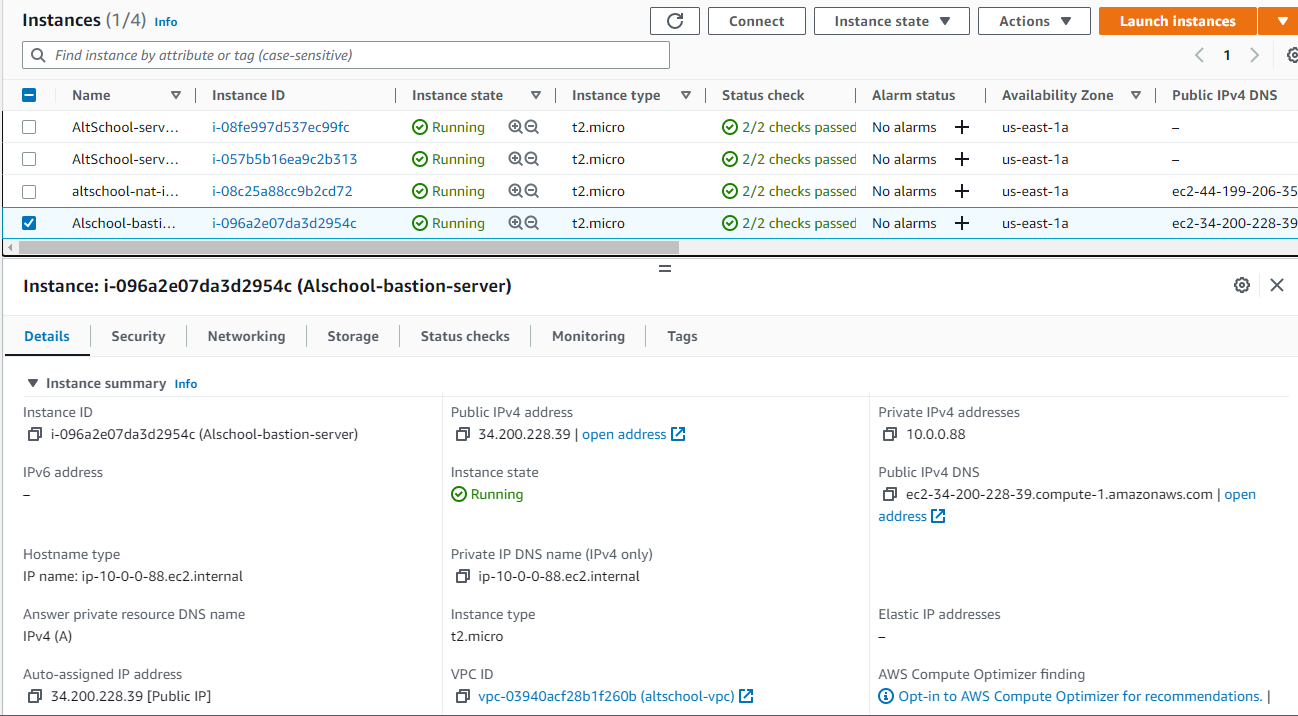 Instances (1/4) Info Connect Instance state Actions Launch instances
Find instance by attribute or tag (case-sensitive) 1
Name Instance ID Instance state Instance type Status check Alarm status Availability Zone Public IPv4 DNS
AltSchool-serv... i-08fe997d537ec99fc Running t2.micro 2/2 checks passed No alarms + us-east-1a –
AltSchool-serv... i-057b5b16ea9c2b313 Running t2.micro 2/2 checks passed No alarms + us-east-1a –
altschool-nat-i... i-08c25a88cc9b2cd72 Running t2.micro 2/2 checks passed No alarms + us-east-1a ec2-44-199-206-35
Alschool-basti... i-096a2e07da3d2954c Running t2.micro 2/2 checks passed No alarms + us-east-1a ec2-34-200-228-39
Instance: i-096a2e07da3d2954c (Alschool-bastion-server)
Details Security Networking Storage Status checks Monitoring Tags
Instance summary Info
Instance ID Public IPv4 address Private IPv4 addresses
i-096a2e07da3d2954c (Alschool-bastion-server) 34.200.228.39 | open address 10.0.0.88
IPv6 address Instance state Public IPv4 DNS
– Running ec2-34-200-228-39.compute-1.amazonaws.com | open
address
Hostname type Private IP DNS name (IPv4 only)
IP name: ip-10-0-0-88.ec2.internal ip-10-0-0-88.ec2.internal
Answer private resource DNS name Instance type Elastic IP addresses
IPv4 (A) t2.micro –
Auto-assigned IP address VPC ID AWS Compute Optimizer finding
34.200.228.39 [Public IP] vpc-03940acf28b1f260b (altschool-vpc) Opt-in to AWS Compute Optimizer for recommendations. |